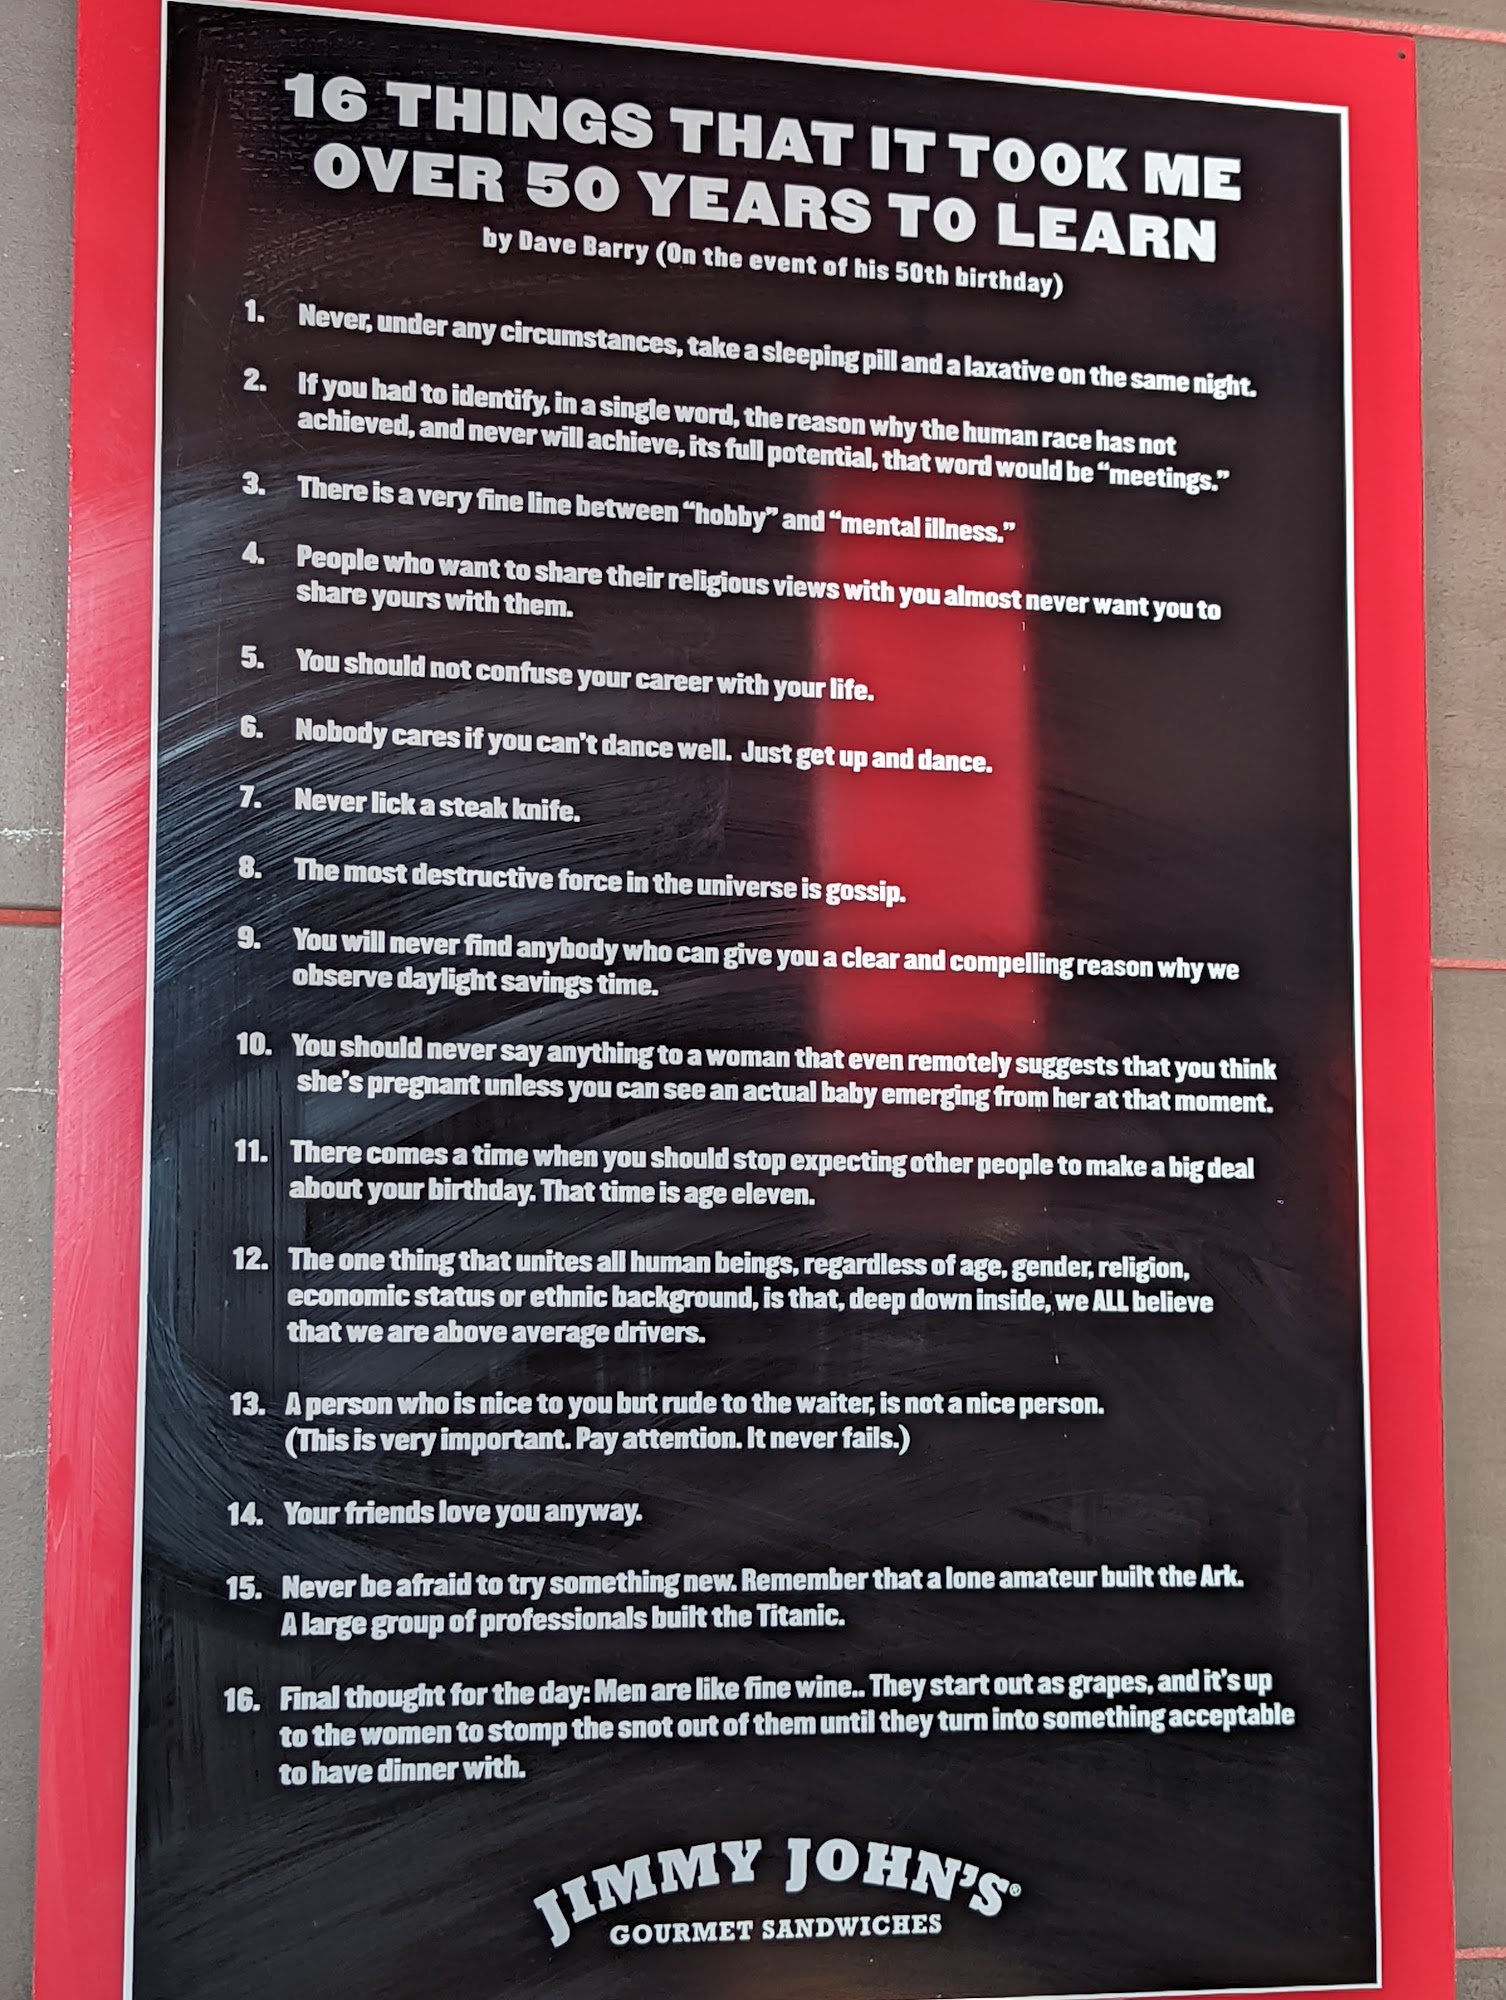 16 THINGS THAT IT TOOK ME
OVER 50 YEARS TO LEARN
by Dave Barry (On the event of his 50th birthday)
1. Never, under any circumstances, take a sleeping pill and a laxative on the same night.
2. If you had to identify, in a single word, the reason why the human race has not
achieved, and never will achieve, its full potential, that word would be “meetings.”
3. There is a very fine line between “hobby” and “mental illness.”
4. People who want to share their religious views with you almost never want you to
share yours with them.
5. You should not confuse your career with your life.
6. Nobody cares if you can't dance well. Just get up and dance.
7. Never lick a steak knife.
8. The most destructive force in the universe is gossip.
9. You will never find anybody who can give you a clear and compelling reason why we
observe daylight savings time.
10. You should never say anything to a woman that even remotely suggests that you think
she's pregnant unless you can see an actual baby emerging from her at that moment.
11. There comes a time when you should stop expecting other people to make a big deal
about your birthday. That time is age eleven.
12. The one thing that unites all human beings, regardless of age, gender, religion,
economic status or ethnic background, is that, deep down inside, we ALL believe
that we are above average drivers.
13. A person who is nice to you but rude to the waiter, is not a nice person.
(This is very important. Pay attention. It never fails.)
14. Your friends love you anyway.
15. Never be afraid to try something new. Remember that a lone amateur built the Ark.
A large group of professionals built the Titanic.
16. Final thought for the day: Men are like fine wine.. They start out as grapes, and it's up
to the women to stomp the snot out of them until they turn into something acceptable
to have dinner with.
JIMMY JOHN'S®
GOURMET SANDWICHES